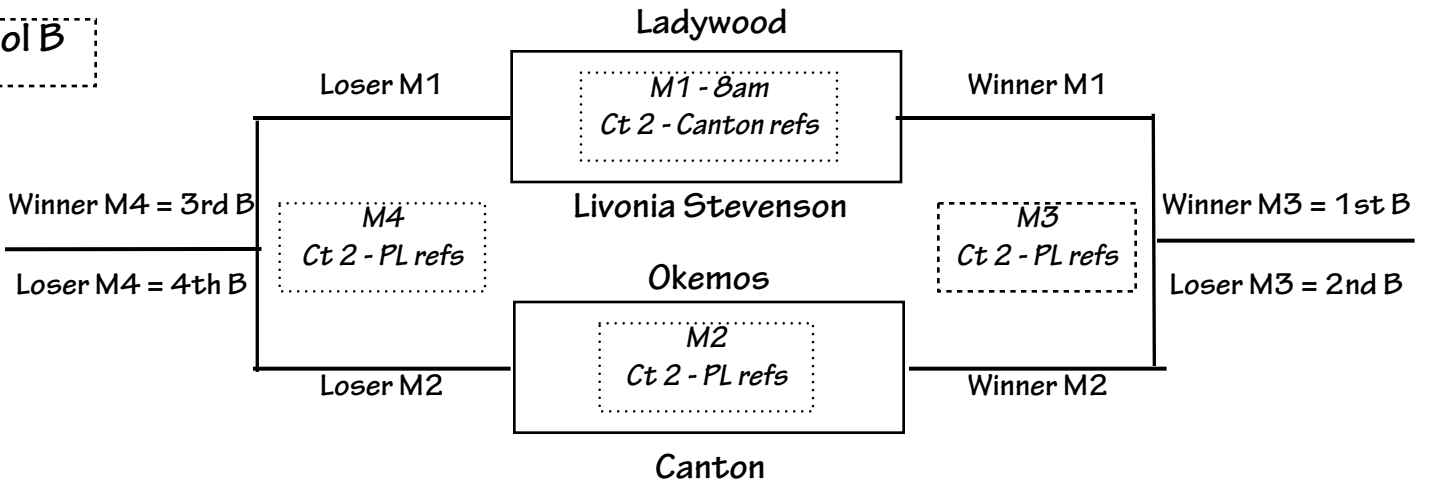 Ladywood
ol B
Loser M1
M1 - 8am
Ct 2 - Canton refs
Winner M1
Winner M4 = 3rd B
Loser M4 = 4th B
M4
Ct 2 - PL refs
Livonia Stevenson
Okemos
M3
Ct 2 - PL refs
Winner M3 = 1st B
Loser M3 = 2nd B
M2
Ct 2 - PL refs
Loser M2
Winner M2
Canton